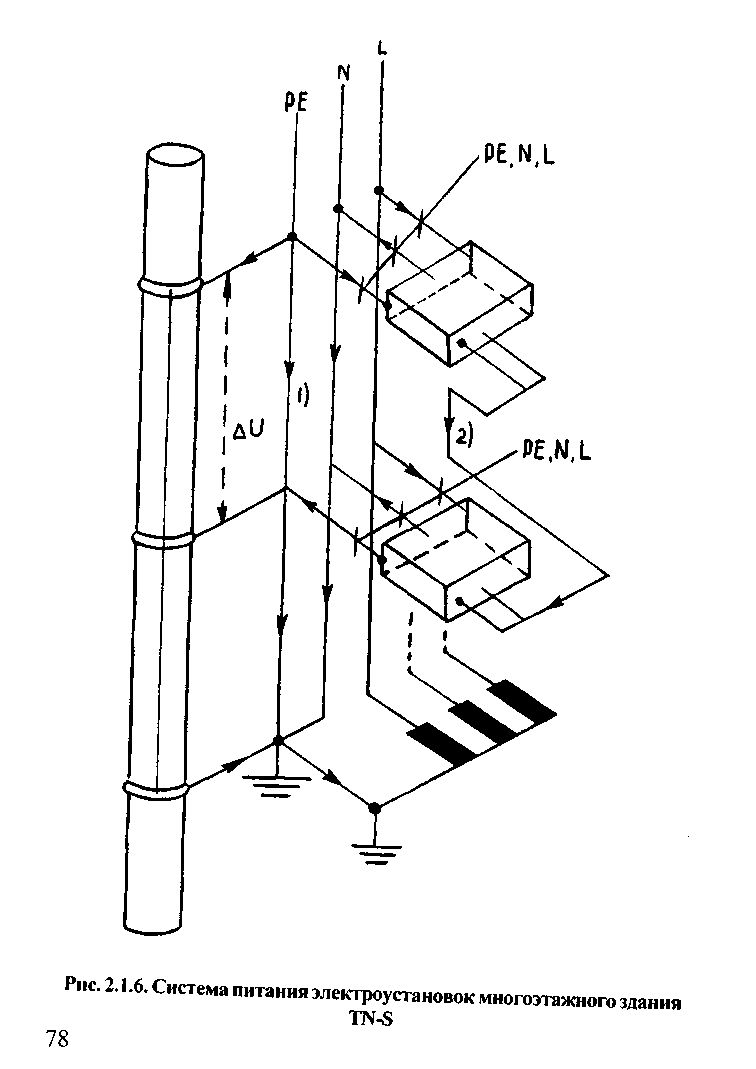 L
N
PE
PE, N, L
1)
ΔU
2)
PE, N, L
Рис. 2.1.6. Система питания электроустановок многоэтажного здания
TN-S
78